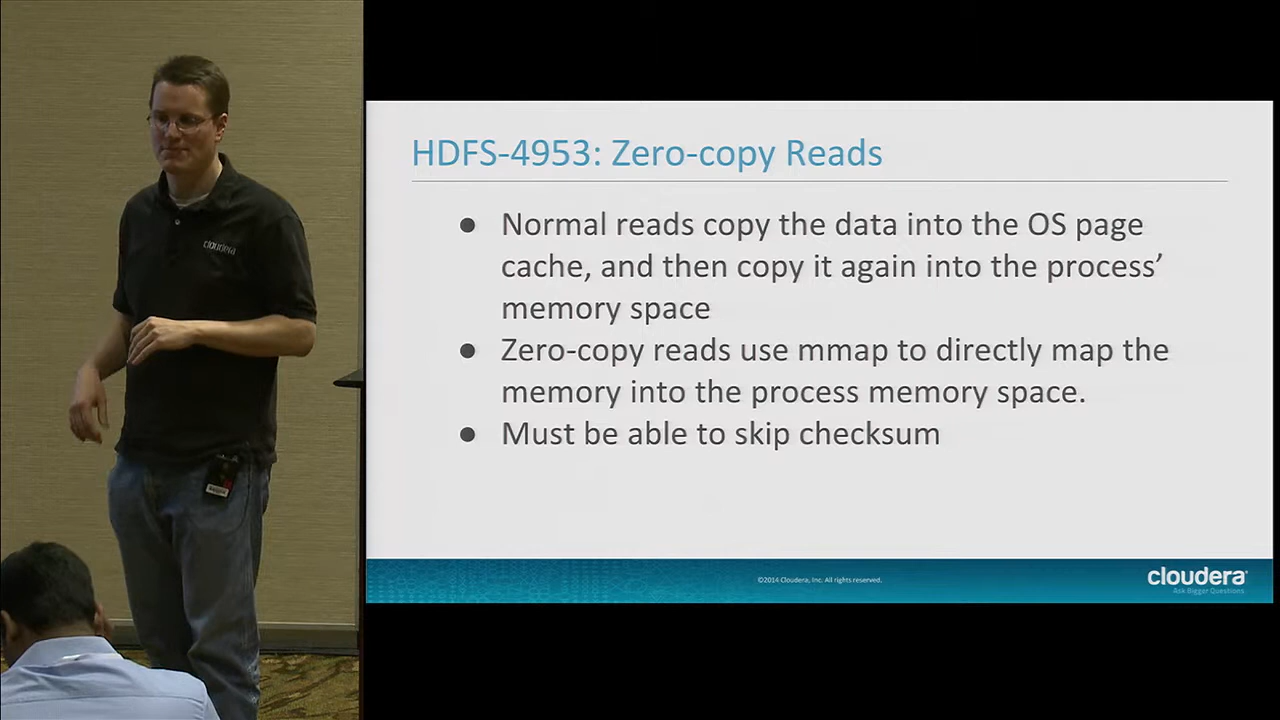 cloudera
HDFS-4953: Zero-copy Reads
● Normal reads copy the data into the OS page
cache, and then copy it again into the process’
memory space
● Zero-copy reads use mmap to directly map the
memory into the process memory space.
● Must be able to skip checksum
©2014 Cloudera, Inc. All rights reserved.
cloudera
Ask Bigger Questions